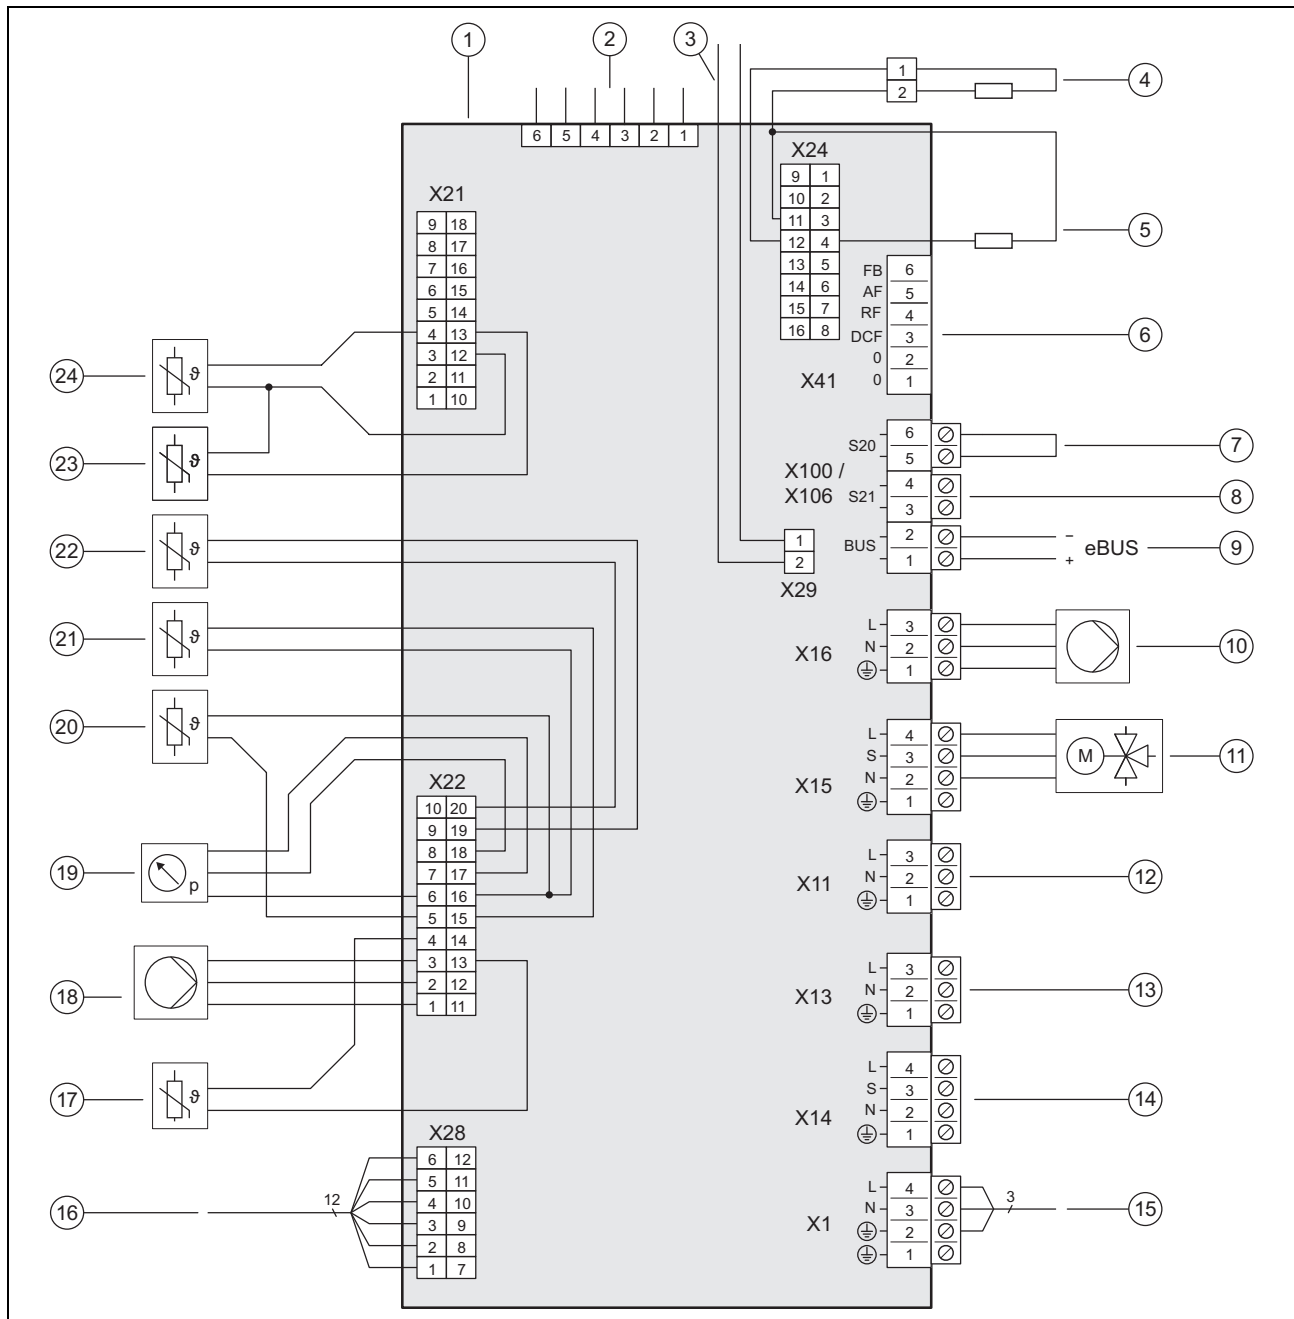 1
2
3
4
1
2
6 5 4 3 2 1
X24
9 1
10 2
11 3
12 4
13 5
14 6
15 7
16 8
5
X21
9 18
8 17
7 16
6 15
5 14
4 13
3 12
2 11
1 10
FB 6
AF 5
RF 4
DCF 3
0 2
0 1
X41
6
24
ϑ
23
ϑ
22
ϑ
21
ϑ
20
ϑ
S20
6
5
7
X100 /
X106
S21
4
3
8
BUS
2
1
−
+
eBUS
9
1
2
X29
X16
L 3
N 2
1
10
X15
L 4
S 3
N 2
1
M
11
X22
10 20
9 19
8 18
7 17
6 16
5 15
4 14
3 13
2 12
1 11
19
p
18
17
ϑ
X11
L 3
N 2
1
12
X13
L 3
N 2
1
13
X14
L 4
S 3
N 2
1
14
X28
6 12
5 11
4 10
3 9
2 8
1 7
16
12
X1
L 4
N 3
2
1
3
15